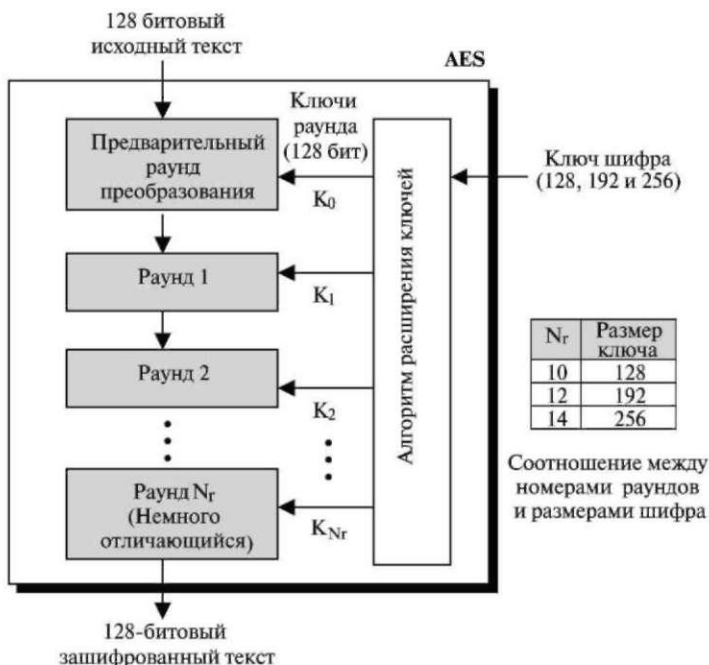 128 битовый
исходный текст
AES
Предварительный
раунд
преобразования
Ключи
раунда
(128 бит)
K0
Алгоритм расширения ключей
Ключ шифра
(128, 192 и 256)
Раунд 1
K1
Раунд 2
K2
Раунд Nr
(Немного
отличающийся)
KNr
Nr Размер
ключа
10 128
12 192
14 256
Соотношение между
номерами раундов
и размерами шифра
128-битовый
зашифрованный текст